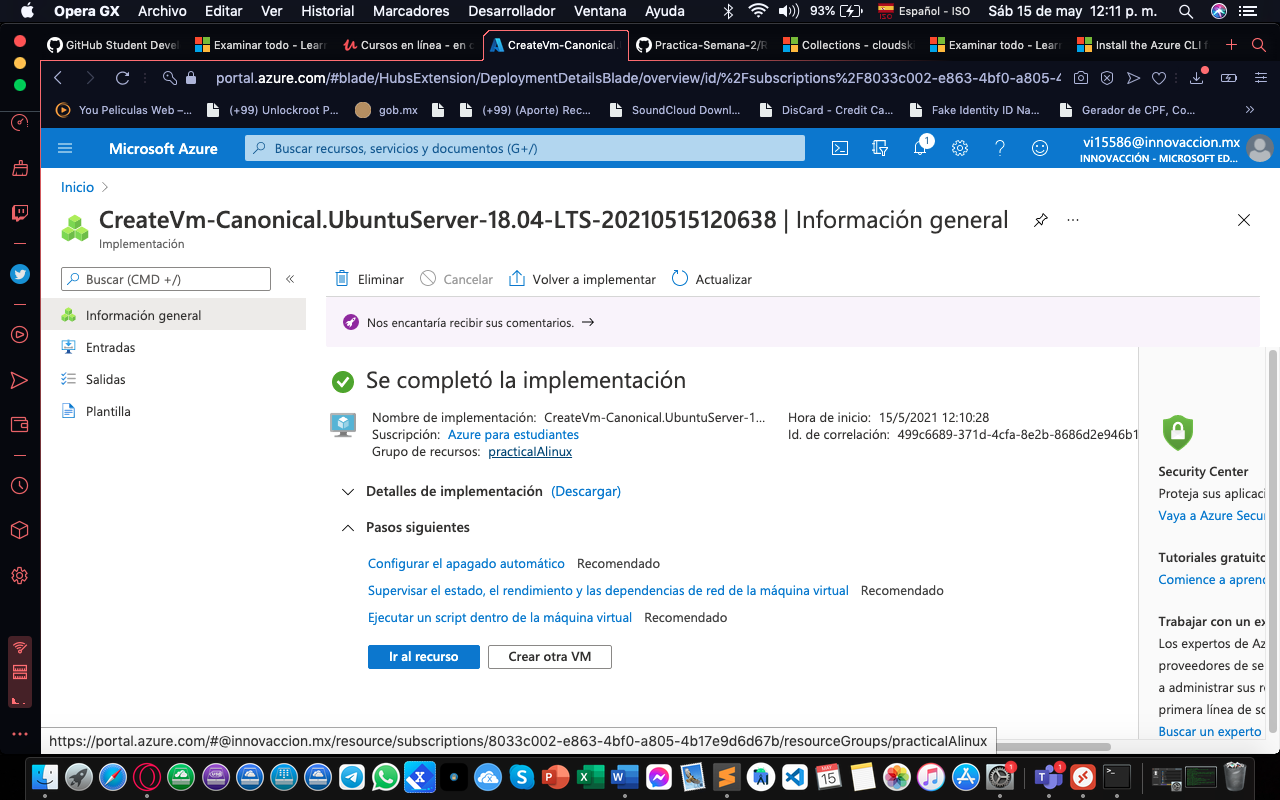 Opera GX Archivo Editar Ver Historial Marcadores Desarrollador Ventana Ayuda 93% Español - ISO Sáb 15 de may 12:11 p. m.
GitHub Student Deve Examinar todo - Lear Cursos en línea - en c CreateVm-Canonical. Practica-Semana-2/R Collections - cloudski Examinar todo - Lear Install the Azure CLI f
portal.azure.com/#blade/HubsExtension/DeploymentDetailsBlade/overview/id/%2Fsubscriptions%2F8033c002-e863-4bf0-a805-4
You Peliculas Web –... (+99) Unlockroot P... gob.mx (+99) (Aporte) Rec... SoundCloud Downl... DisCard - Credit Ca... Fake Identity ID Na... Gerador de CPF, Co... »
Microsoft Azure Buscar recursos, servicios y documentos (G+/) 1 vi15586@innovaccion.mx
INNOVACCIÓN - MICROSOFT ED...
Inicio
CreateVm-Canonical.UbuntuServer-18.04-LTS-20210515120638 | Información general
Implementación
Buscar (CMD +/) «
Eliminar Cancelar Volver a implementar Actualizar
Información general
Entradas
Salidas
Plantilla
Nos encantaría recibir sus comentarios. →
Se completó la implementación
Nombre de implementación: CreateVm-Canonical.UbuntuServer-1... Hora de inicio: 15/5/2021 12:10:28
Suscripción: Azure para estudiantes Id. de correlación: 499c6689-371d-4cfa-8e2b-8686d2e946b1
Grupo de recursos: practicaAlinux
Detalles de implementación (Descargar)
Pasos siguientes
Configurar el apagado automático Recomendado
Supervisar el estado, el rendimiento y las dependencias de red de la máquina virtual Recomendado
Ejecutar un script dentro de la máquina virtual Recomendado
Ir al recurso Crear otra VM
Security Center
Proteja sus aplicaci
Vaya a Azure Secur
Tutoriales gratuito
Comience a aprend
Trabajar con un ex
Los expertos de Az
proveedores de se
a administrar sus r
primera línea de so
Buscar un experto
https://portal.azure.com/#@innovaccion.mx/resource/subscriptions/8033c002-e863-4bf0-a805-4b17e9d6d67b/resourceGroups/practicaAlinux
MAY
15
1
1